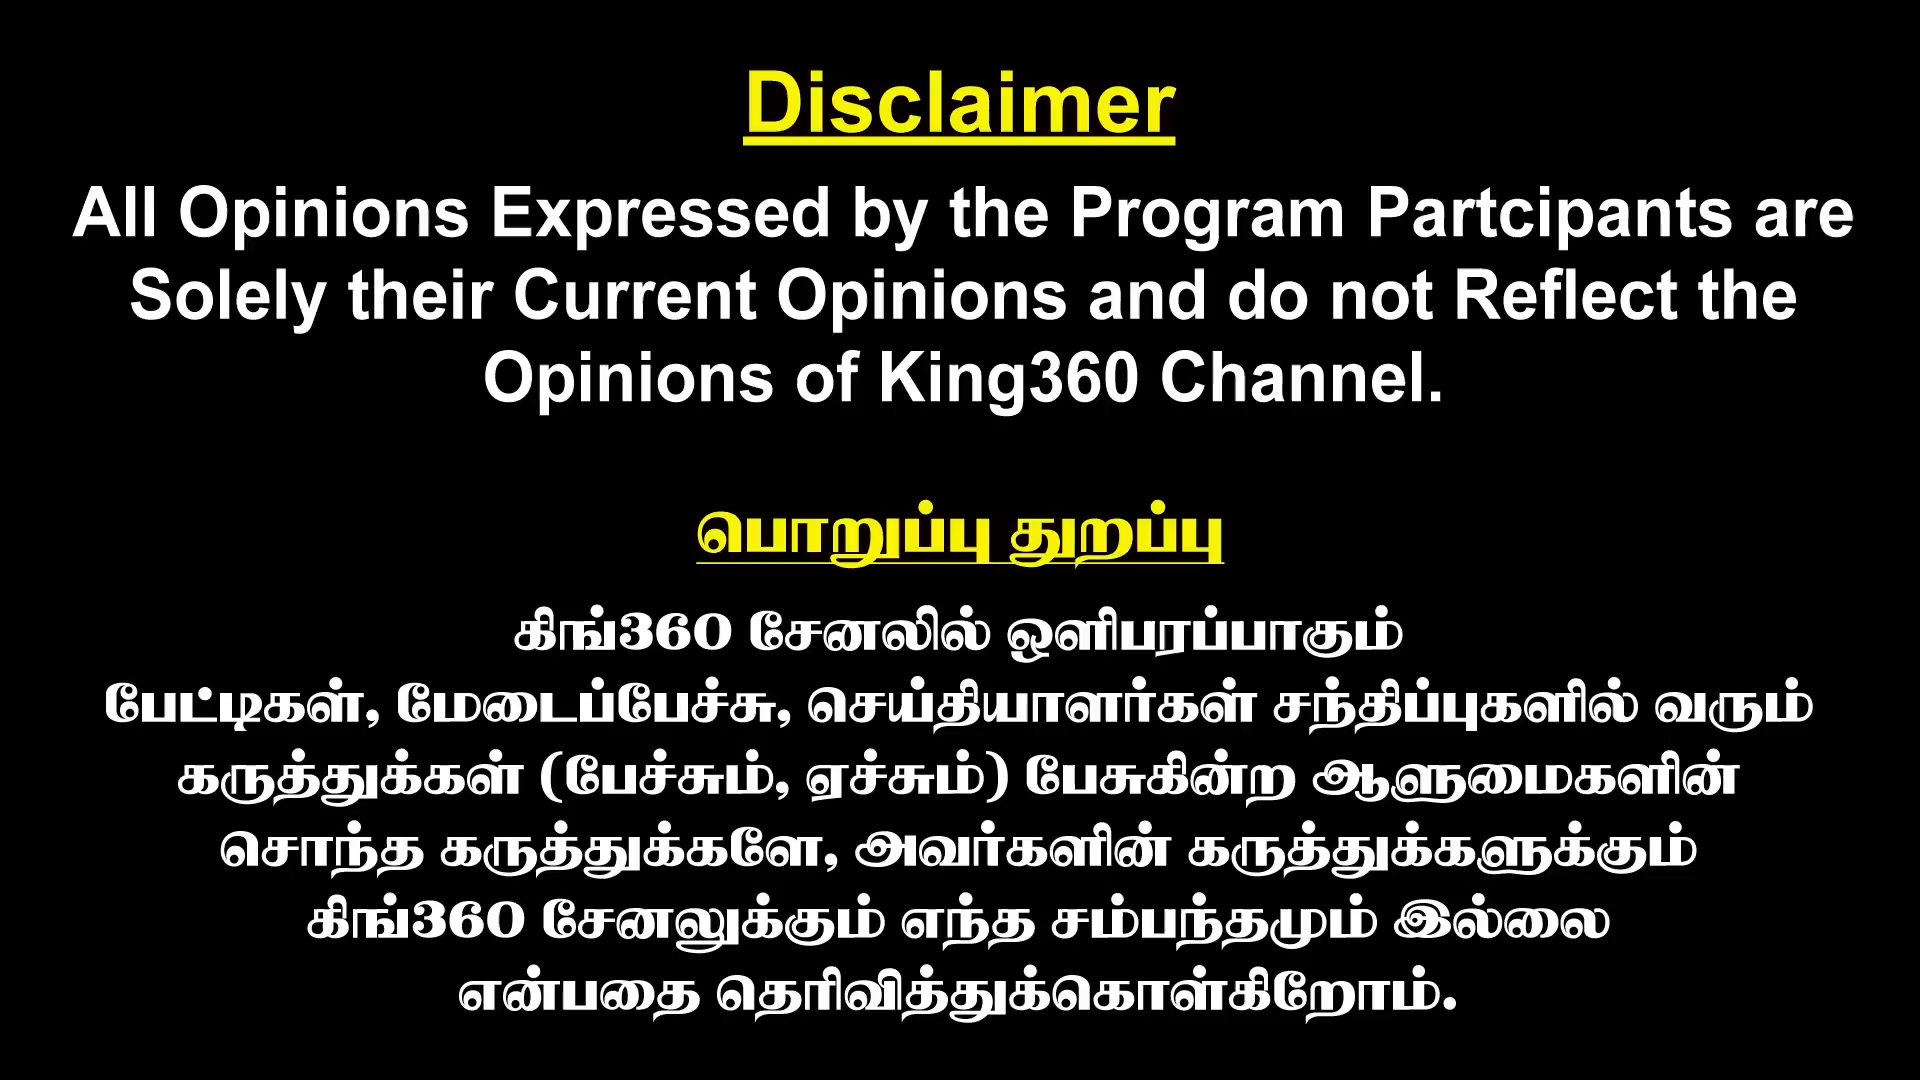 Disclaimer
All Opinions Expressed by the Program Partcipants are
Solely their Current Opinions and do not Reflect the
Opinions of King360 Channel.
பொறுப்பு துறப்பு
கிங்360 சேனலில் ஒளிபரப்பாகும்
பேட்டிகள், மேடைப்பேச்சு, செய்தியாளர்கள் சந்திப்புகளில் வரும்
கருத்துக்கள் (பேச்சும், ஏச்சும்) பேசுகின்ற ஆளுமைகளின்
சொந்த கருத்துக்களே, அவர்களின் கருத்துக்களுக்கும்
கிங்360 சேனலுக்கும் எந்த சம்பந்தமும் இல்லை
என்பதை தெரிவித்துக்கொள்கிறோம்.